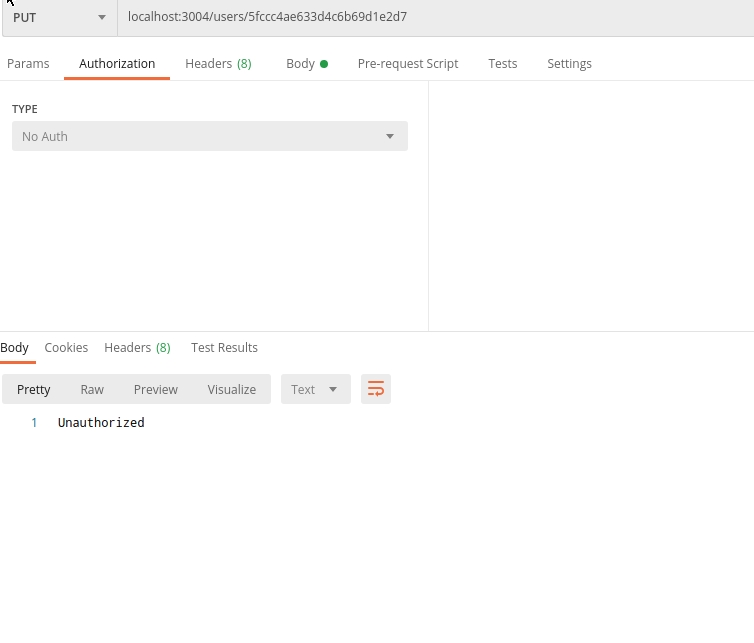 PUT localhost:3004/users/5fccc4ae633d4c6b69d1e2d7
Params Authorization Headers (8) Body Pre-request Script Tests Settings
TYPE
No Auth
Body Cookies Headers (8) Test Results
Pretty Raw Preview Visualize Text
1 Unauthorized